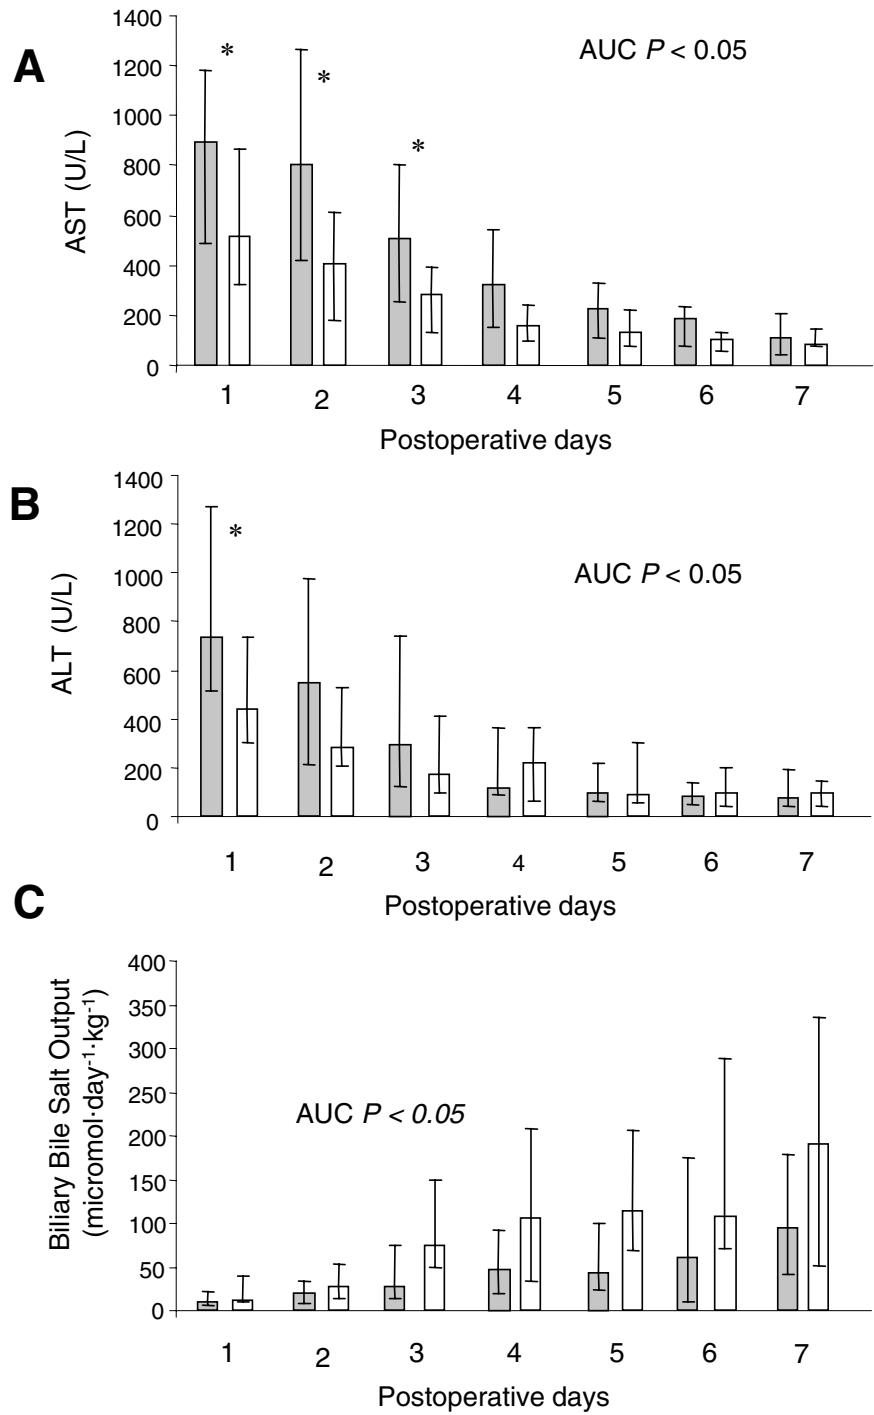 A
AST (U/L)
1400
1200
1000
800
600
400
200
0
*
*
*
AUC P < 0.05
1 2 3 4 5 6 7
Postoperative days
B
ALT (U/L)
1400
1200
1000
800
600
400
200
0
*
AUC P < 0.05
1 2 3 4 5 6 7
Postoperative days
C
Biliary Bile Salt Output
(micromol·day⁻¹·kg⁻¹)
400
350
300
250
200
150
100
50
0
AUC P < 0.05
1 2 3 4 5 6 7
Postoperative days